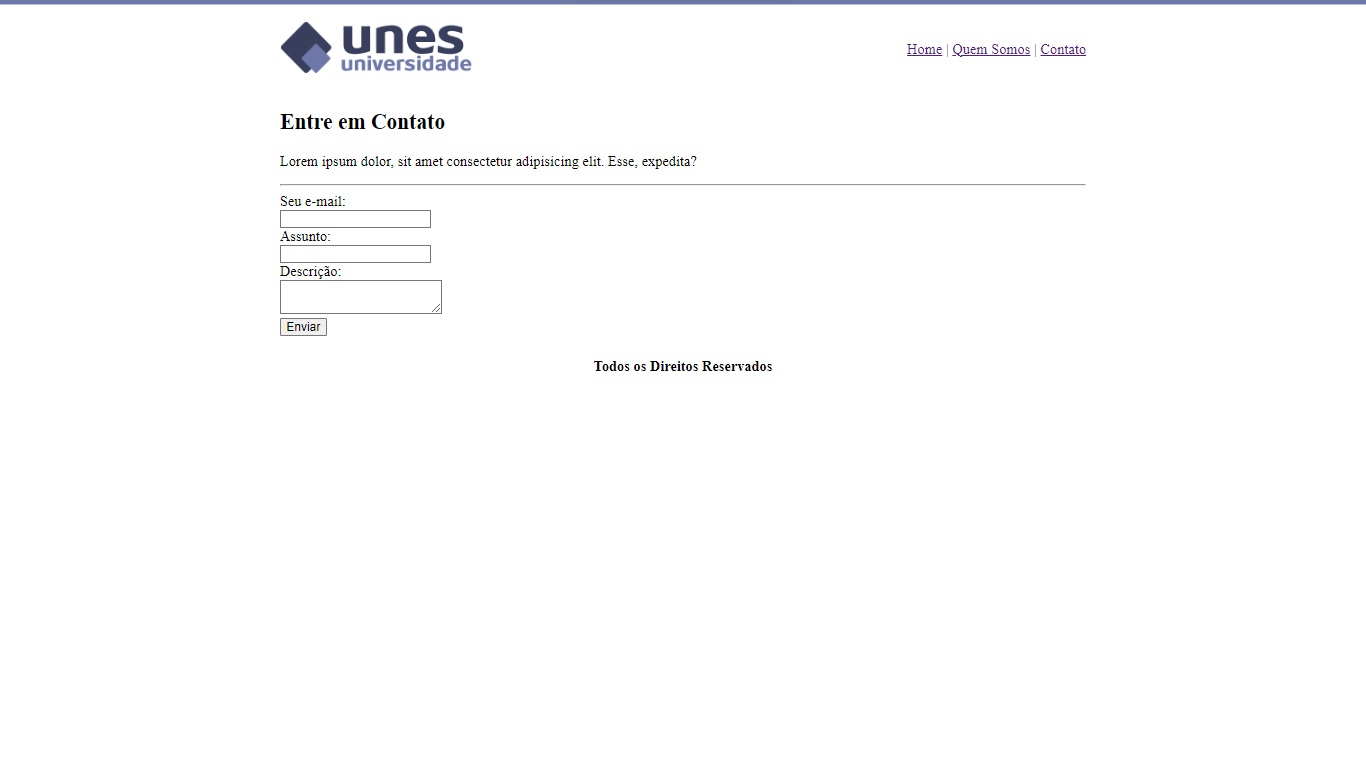 unes
universidade
Home | Quem Somos | Contato
Entre em Contato
Lorem ipsum dolor, sit amet consectetur adipisicing elit. Esse, expedita?
Seu e-mail:
Assunto:
Descrição:
Enviar
Todos os Direitos Reservados